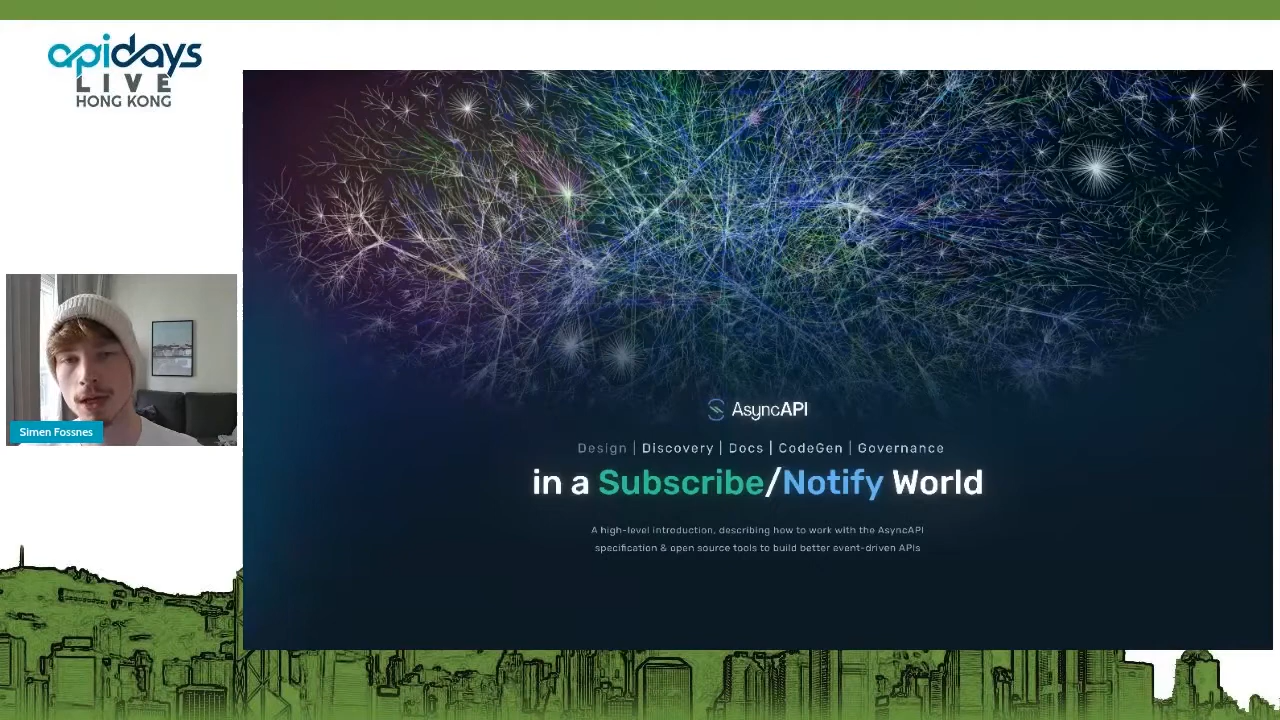 apidays
LIVE
HONG KONG
Simen Fossnes
AsyncAPI
Design | Discovery | Docs | CodeGen | Governance
in a Subscribe/Notify World
A high-level introduction, describing how to work with the AsyncAPI
specification & open source tools to build better event-driven APIs